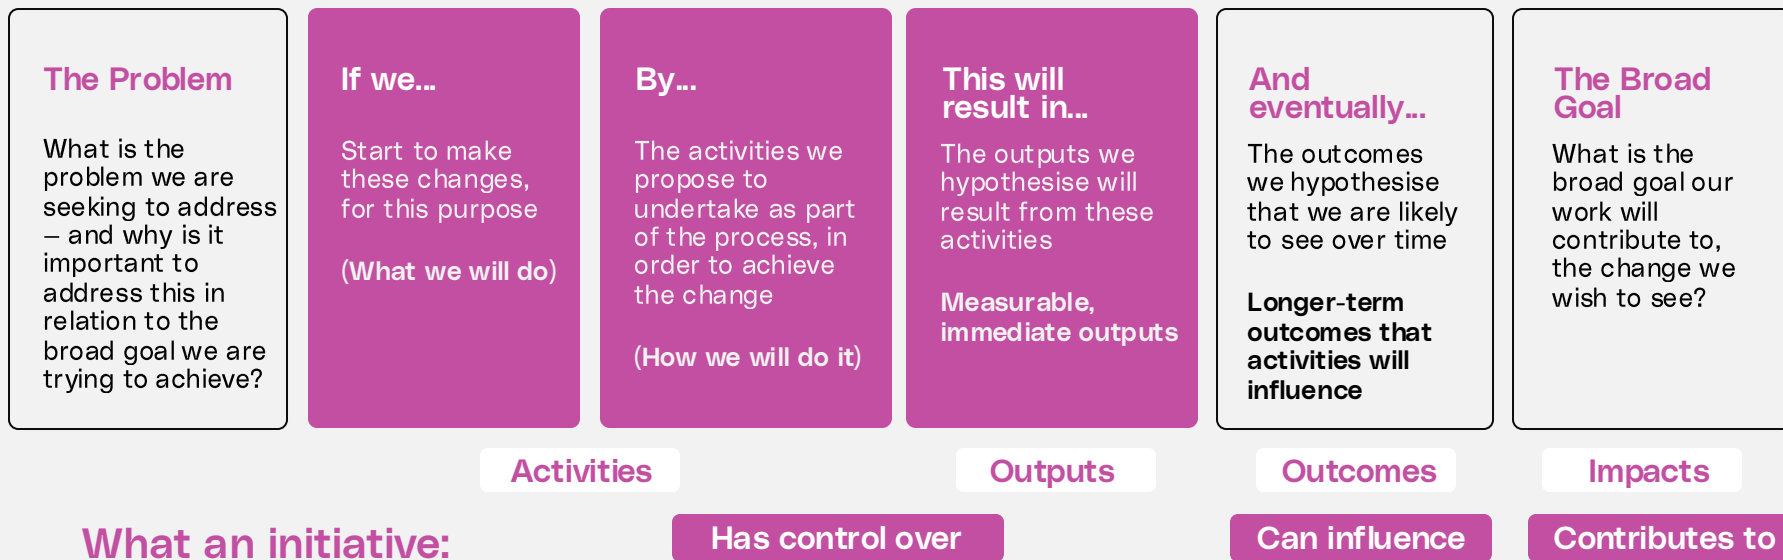 The Problem
What is the
problem we are
seeking to address
– and why is it
important to
address this in
relation to the
broad goal we are
trying to achieve?
If we...
Start to make
these changes,
for this purpose
(What we will do)
By...
The activities we
propose to
undertake as part
of the process, in
order to achieve
the change
(How we will do it)
This will
result in...
The outputs we
hypothesise will
result from these
activities
Measurable,
immediate outputs
And
eventually...
The outcomes
we hypothesise
that we are likely
to see over time
Longer-term
outcomes that
activities will
influence
The Broad
Goal
What is the
broad goal our
work will
contribute to,
the change we
wish to see?
Activities
Outputs
Outcomes
Impacts
What an initiative:
Has control over
Can influence
Contributes to